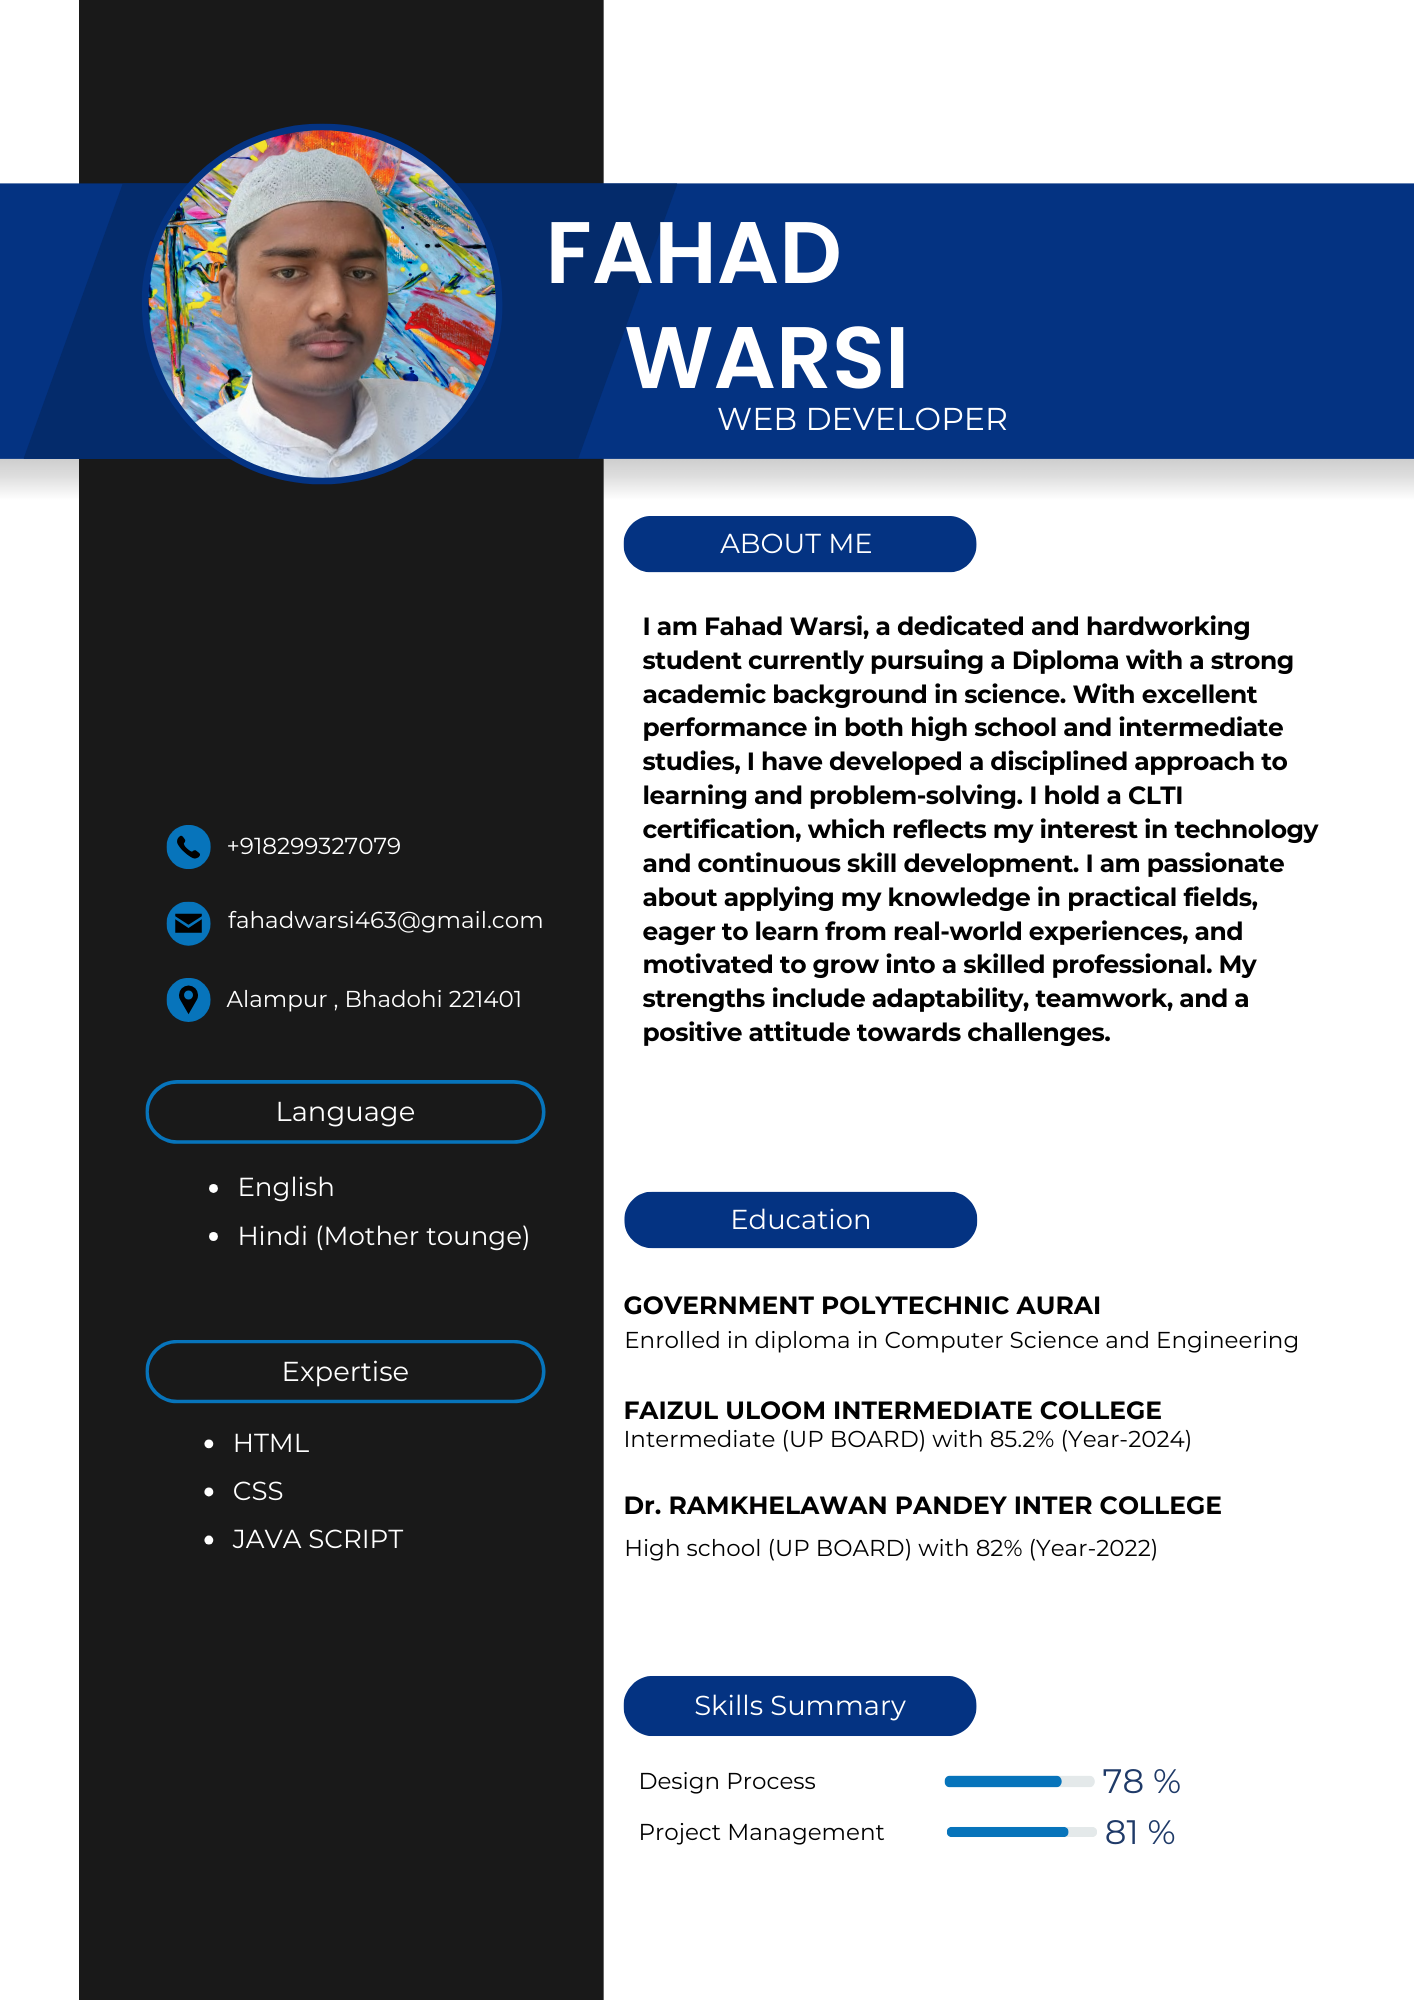 FAHAD
WARSI
WEB DEVELOPER
+918299327079
fahadwarsi463@gmail.com
Alampur , Bhadohi 221401
Language
• English
• Hindi (Mother tounge)
Expertise
• HTML
• CSS
• JAVA SCRIPT
ABOUT ME
I am Fahad Warsi, a dedicated and hardworking
student currently pursuing a Diploma with a strong
academic background in science. With excellent
performance in both high school and intermediate
studies, I have developed a disciplined approach to
learning and problem-solving. I hold a CLTI
certification, which reflects my interest in technology
and continuous skill development. I am passionate
about applying my knowledge in practical fields,
eager to learn from real-world experiences, and
motivated to grow into a skilled professional. My
strengths include adaptability, teamwork, and a
positive attitude towards challenges.
Education
GOVERNMENT POLYTECHNIC AURAI
Enrolled in diploma in Computer Science and Engineering
FAIZUL ULOOM INTERMEDIATE COLLEGE
Intermediate (UP BOARD) with 85.2% (Year-2024)
Dr. RAMKHELAWAN PANDEY INTER COLLEGE
High school (UP BOARD) with 82% (Year-2022)
Skills Summary
Design Process 78 %
Project Management 81 %